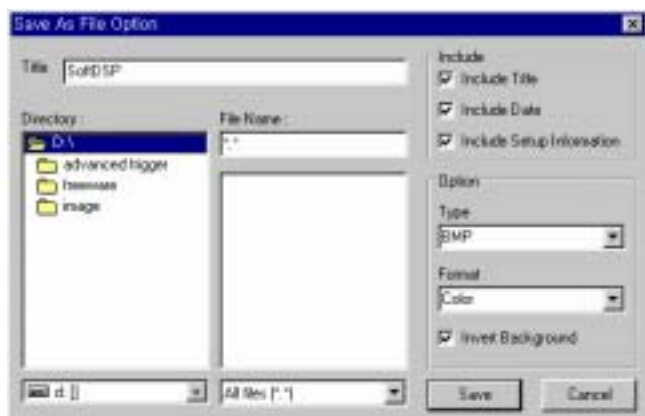 Save As File Option
Title SoftDSP
Directory :
D:\
advanced trigger
freeware
image
d: []
File Name :
*.*
All files (*.*)
Include
Include Title
Include Date
Include Setup Information
Option
Type
BMP
Format
Color
Invert Background
Save
Cancel